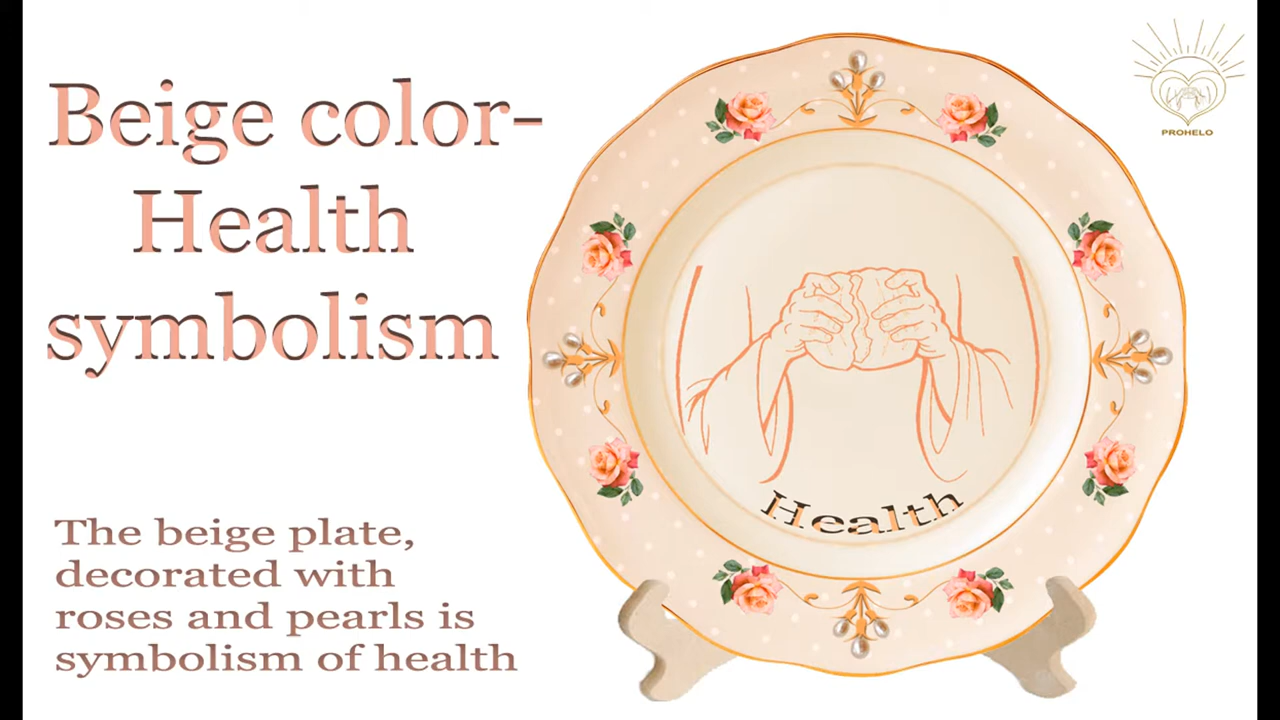 Beige color-
Health
symbolism
The beige plate,
decorated with
roses and pearls is
symbolism of health
Health
PROHELO